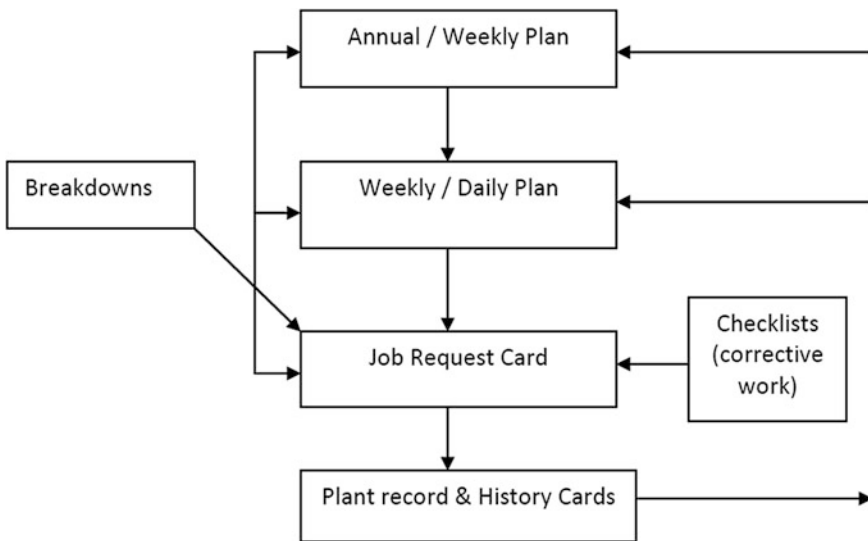 Annual / Weekly Plan
Breakdowns
Weekly / Daily Plan
Checklists
(corrective
work)
Job Request Card
Plant record & History Cards